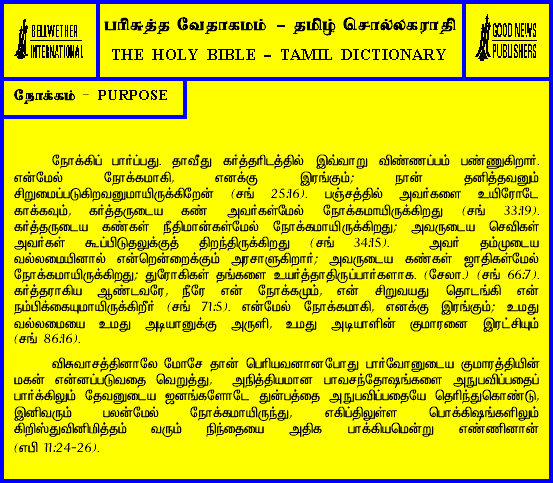 BELLWETHER
INTERNATIONAL
பரிசுத்த வேதாகமம் - தமிழ் சொல்லகராதி
THE HOLY BIBLE - TAMIL DICTIONARY
GOOD NEWS
PUBLISHERS
நோக்கம் - PURPOSE
நோக்கிப் பார்ப்பது. தாவீது கர்த்தரிடத்தில் இவ்வாறு விண்ணப்பம் பண்ணுகிறார்.
என்மேல் நோக்கமாகி, எனக்கு இரங்கும்; நான் தனித்தவனும்
சிறுமைப்படுகிறவனுமாயிருக்கிறேன் (சங் 25:16). பஞ்சத்தில் அவர்களை உயிரோடே
காக்கவும், கர்த்தருடைய கண் அவர்கள்மேல் நோக்கமாயிருக்கிறது (சங் 33:19).
கர்த்தருடைய கண்கள் நீதிமான்கள்மேல் நோக்கமாயிருக்கிறது; அவருடைய செவிகள்
அவர்கள் கூப்பிடுதலுக்குத் திறந்திருக்கிறது (சங் 34:15). அவர் தம்முடைய
வல்லமையினால் என்றென்றைக்கும் அரசாளுகிறார்; அவருடைய கண்கள் ஜாதிகள்மேல்
நோக்கமாயிருக்கிறது; துரோகிகள் தங்களை உயர்த்தாதிருப்பார்களாக. (சேலா.) (சங் 66:7).
கர்த்தராகிய ஆண்டவரே, நீரே என் நோக்கமும், என் சிறுவயது தொடங்கி என்
நம்பிக்கையுமாயிருக்கிறீர் (சங் 71:5). என்மேல் நோக்கமாகி, எனக்கு இரங்கும்; உமது
வல்லமையை உமது அடியானுக்கு அருளி, உமது அடியாளின் குமாரனை இரட்சியும்
(சங் 86:16).
விசுவாசத்தினாலே மோசே தான் பெரியவனானபோது பார்வோனுடைய குமாரத்தியின்
மகன் என்னப்படுவதை வெறுத்து, அநித்தியமான பாவசந்தோஷங்களை அநுபவிப்பதைப்
பார்க்கிலும் தேவனுடைய ஜனங்களோடே துன்பத்தை அநுபவிப்பதையே தெரிந்துகொண்டு,
இனிவரும் பலன்மேல் நோக்கமாயிருந்து, எகிப்திலுள்ள பொக்கிஷங்களிலும்
கிறிஸ்துவினிமித்தம் வரும் நிந்தையை அதிக பாக்கியமென்று எண்ணினான்
(எபி 11:24-26).